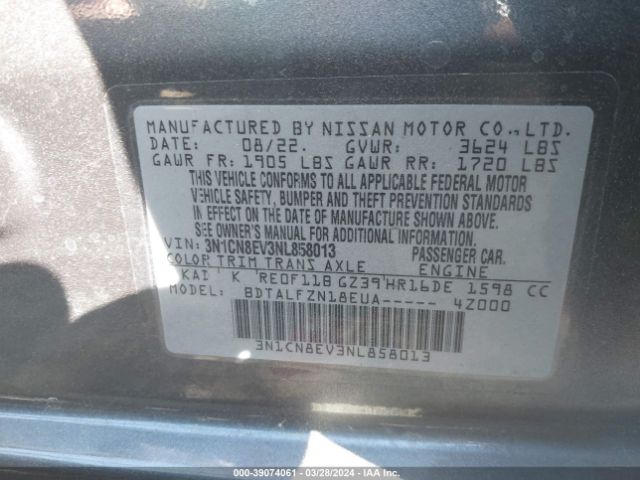 MANUFACTURED BY NISSAN MOTOR CO.,LTD.
DATE: 08/22. GVWR: 3624 LBS
GAWR FR: 1905 LBS GAWR RR: 1720 LBS
THIS VEHICLE CONFORMS TO ALL APPLICABLE FEDERAL MOTOR
VEHICLE SAFETY, BUMPER AND THEFT PREVENTION STANDARDS
IN EFFECT ON THE DATE OF MANUFACTURE SHOWN ABOVE.
SEE OWNER'S MANUAL FOR ADDITIONAL INFORMATION.
VIN: 3N1CN8EV3NL858013 PASSENGER CAR.
COLOR TRIM TRANS AXLE ENGINE
KAD K RE0F11B GZ39 HR16DE 1598 CC
MODEL: BDTALFZN18EUA----- 4Z000
3N1CN8EV3NL858013
000-39074061 | 03/28/2024 - IAA Inc.